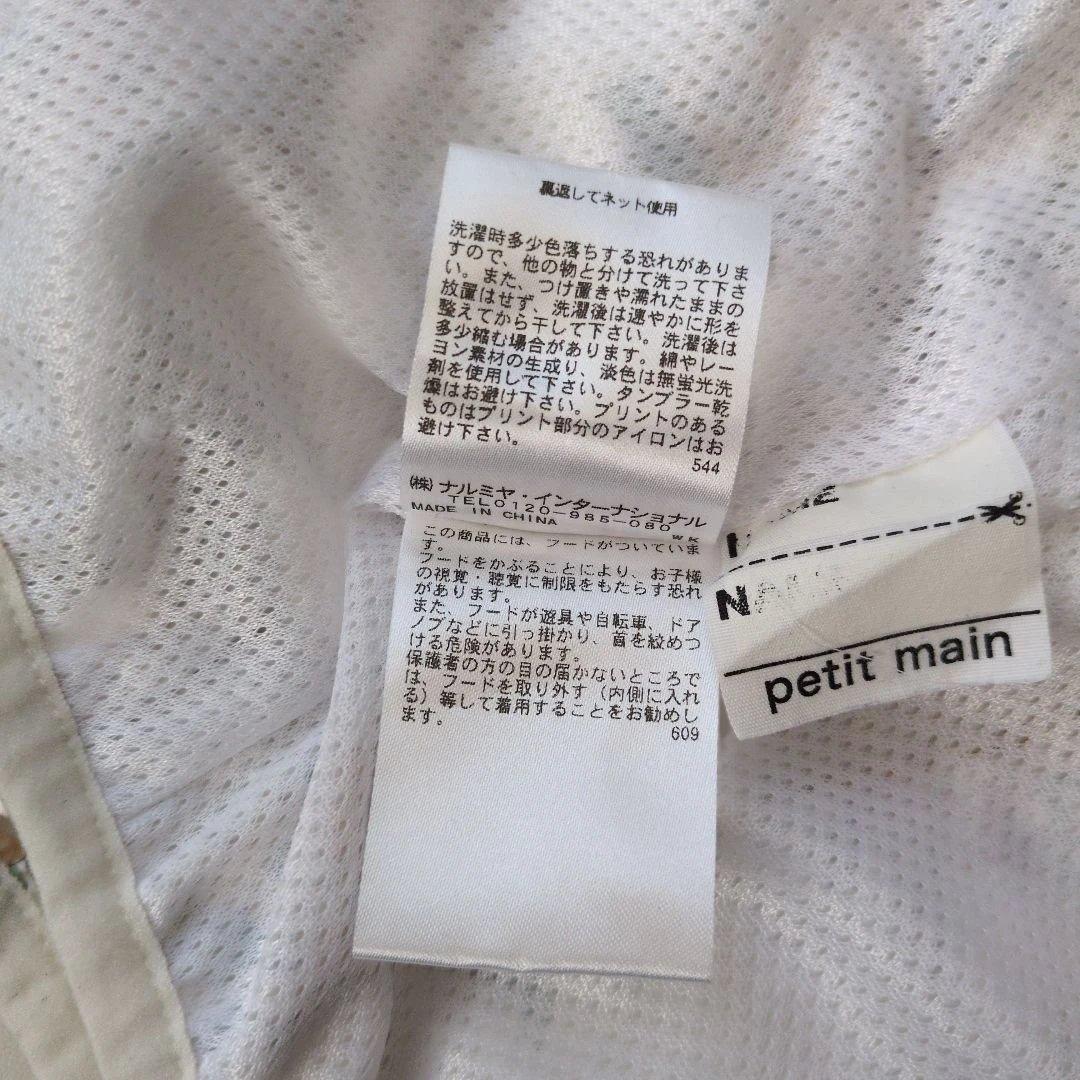 裏返してネット使用
洗濯時多少色落ちする恐れがありま
すので、他の物と分けて洗って下さ
い。また、つけ置きや濡れたままの
放置はせず、洗濯後は速やかに形を
整えてから干して下さい。洗濯後は
多少縮む場合があります。綿やレー
ヨン素材の生成り、淡色は無蛍光洗
剤を使用して下さい。タンブラー乾
燥はお避け下さい。プリントのある
ものはプリント部分のアイロンはお
避け下さい。
544
(株)ナルミヤ・インターナショナル
TEL0120-985-080
MADE IN CHINA
WK
この商品には、フードがついていま
す。
フードをかぶることにより、お子様
の視覚・聴覚に制限をもたらす恐れ
があります。
また、フードが遊具や自転車、ドア
ノブなどに引っ掛かり、首を絞めつ
ける危険があります。
保護者の方の目の届かないところで
は、フードを取り外す（内側に入れ
る）等して着用することをお勧めし
ます。
609
petit main